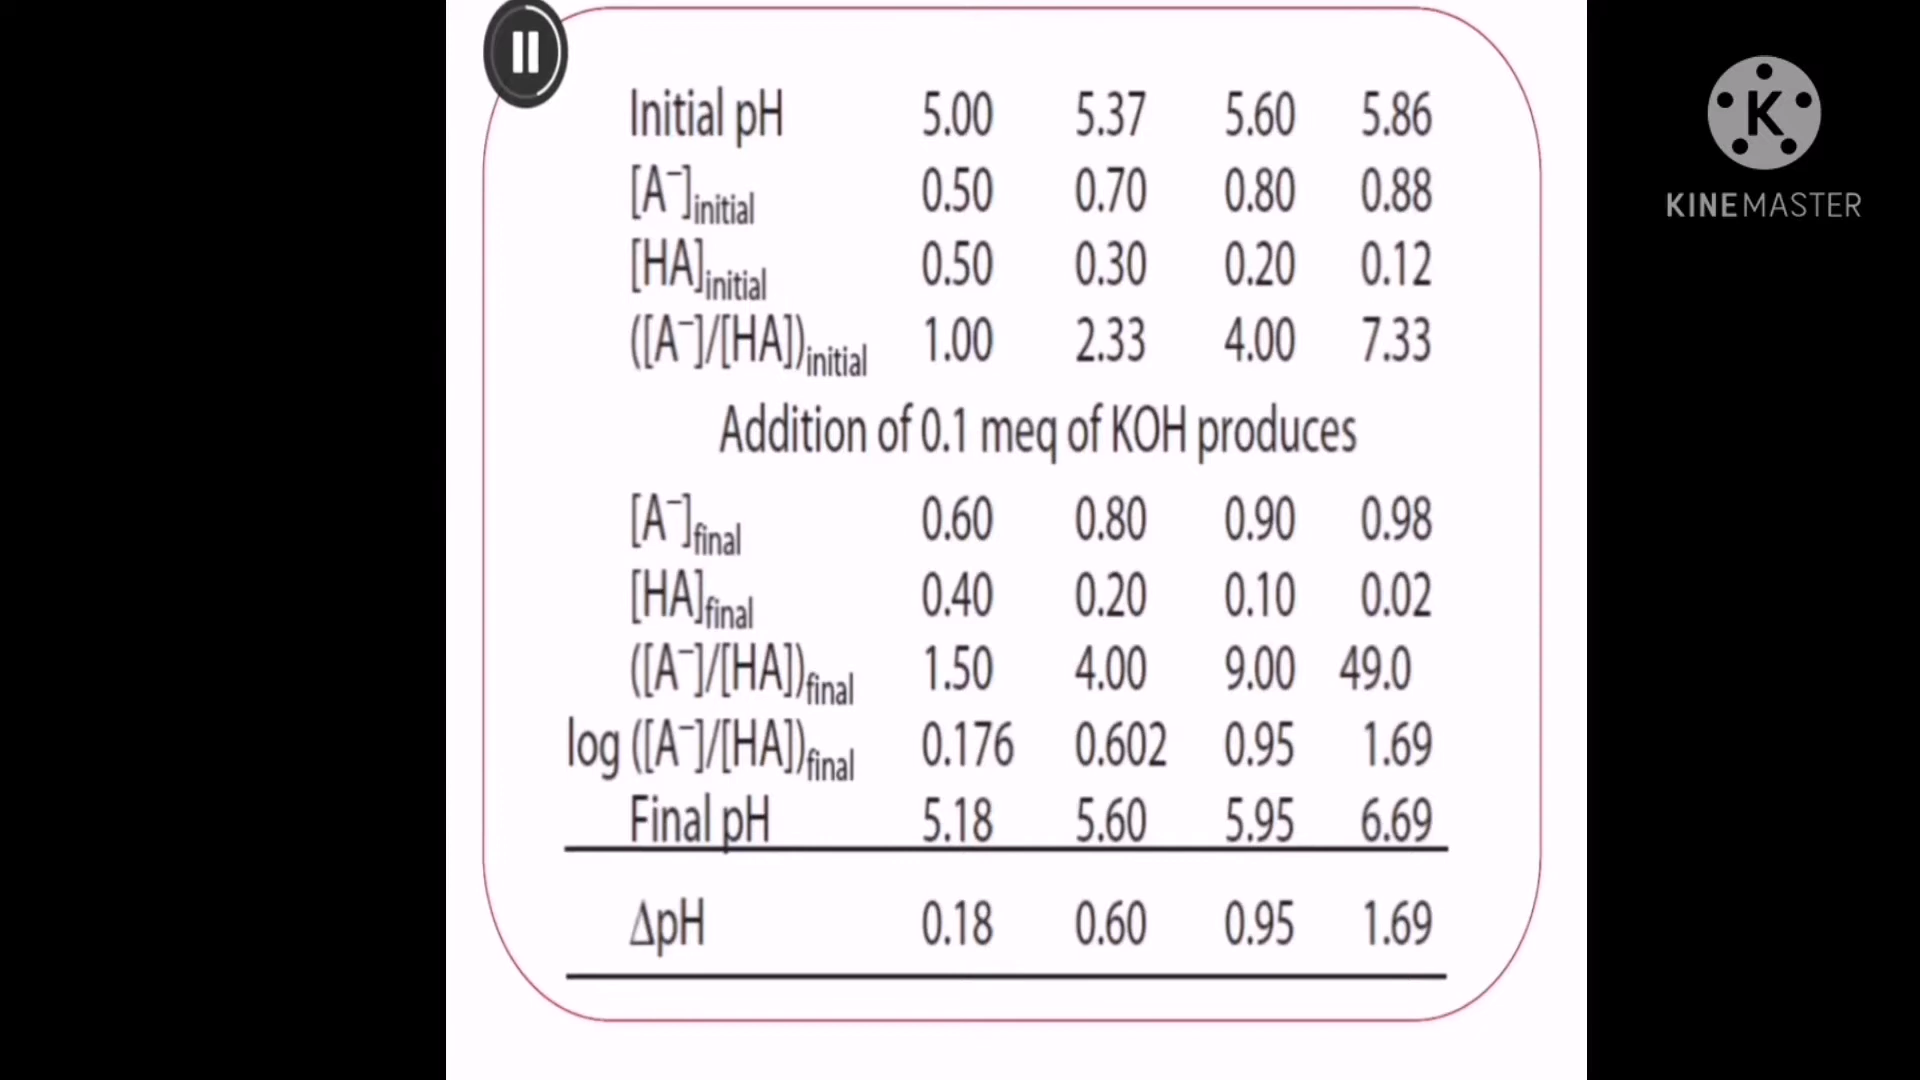 Initial pH 5.00 5.37 5.60 5.86
[A⁻]initial 0.50 0.70 0.80 0.88
[HA]initial 0.50 0.30 0.20 0.12
([A⁻]/[HA])initial 1.00 2.33 4.00 7.33
Addition of 0.1 meq of KOH produces
[A⁻]final 0.60 0.80 0.90 0.98
[HA]final 0.40 0.20 0.10 0.02
([A⁻]/[HA])final 1.50 4.00 9.00 49.0
log ([A⁻]/[HA])final 0.176 0.602 0.95 1.69
Final pH 5.18 5.60 5.95 6.69
ΔpH 0.18 0.60 0.95 1.69
K
KINEMASTER